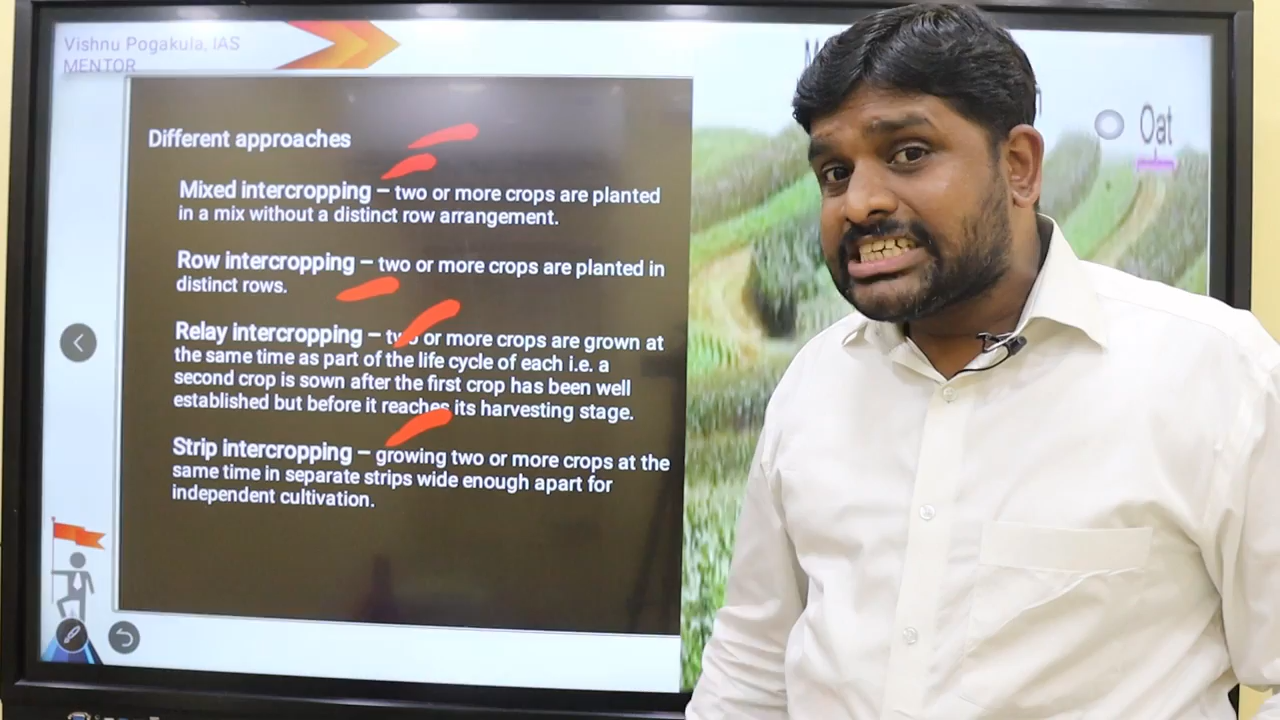 Vishnu Pogakula, IAS
MENTOR
Oat
Different approaches
Mixed intercropping – two or more crops are planted
in a mix without a distinct row arrangement.
Row intercropping – two or more crops are planted in
distinct rows.
Relay intercropping – two or more crops are grown at
the same time as part of the life cycle of each i.e. a
second crop is sown after the first crop has been well
established but before it reaches its harvesting stage.
Strip intercropping – growing two or more crops at the
same time in separate strips wide enough apart for
independent cultivation.